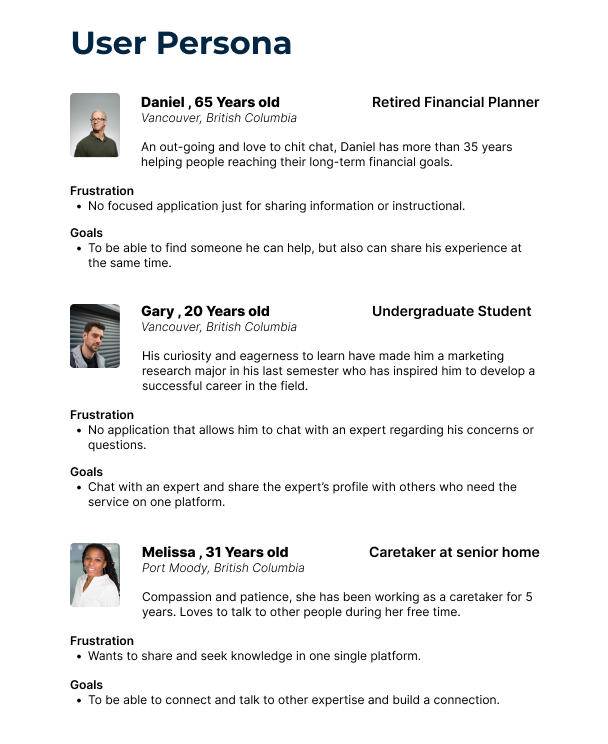 User Persona
Daniel , 65 Years old
Retired Financial Planner
Vancouver, British Columbia
An out-going and love to chit chat, Daniel has more than 35 years
helping people reaching their long-term financial goals.
Frustration
• No focused application just for sharing information or instructional.
Goals
• To be able to find someone he can help, but also can share his experience at
the same time.
Gary , 20 Years old
Undergraduate Student
Vancouver, British Columbia
His curiosity and eagerness to learn have made him a marketing
research major in his last semester who has inspired him to develop a
successful career in the field.
Frustration
• No application that allows him to chat with an expert regarding his concerns or
questions.
Goals
• Chat with an expert and share the expert’s profile with others who need the
service on one platform.
Melissa , 31 Years old
Caretaker at senior home
Port Moody, British Columbia
Compassion and patience, she has been working as a caretaker for 5
years. Loves to talk to other people during her free time.
Frustration
• Wants to share and seek knowledge in one single platform.
Goals
• To be able to connect and talk to other expertise and build a connection.